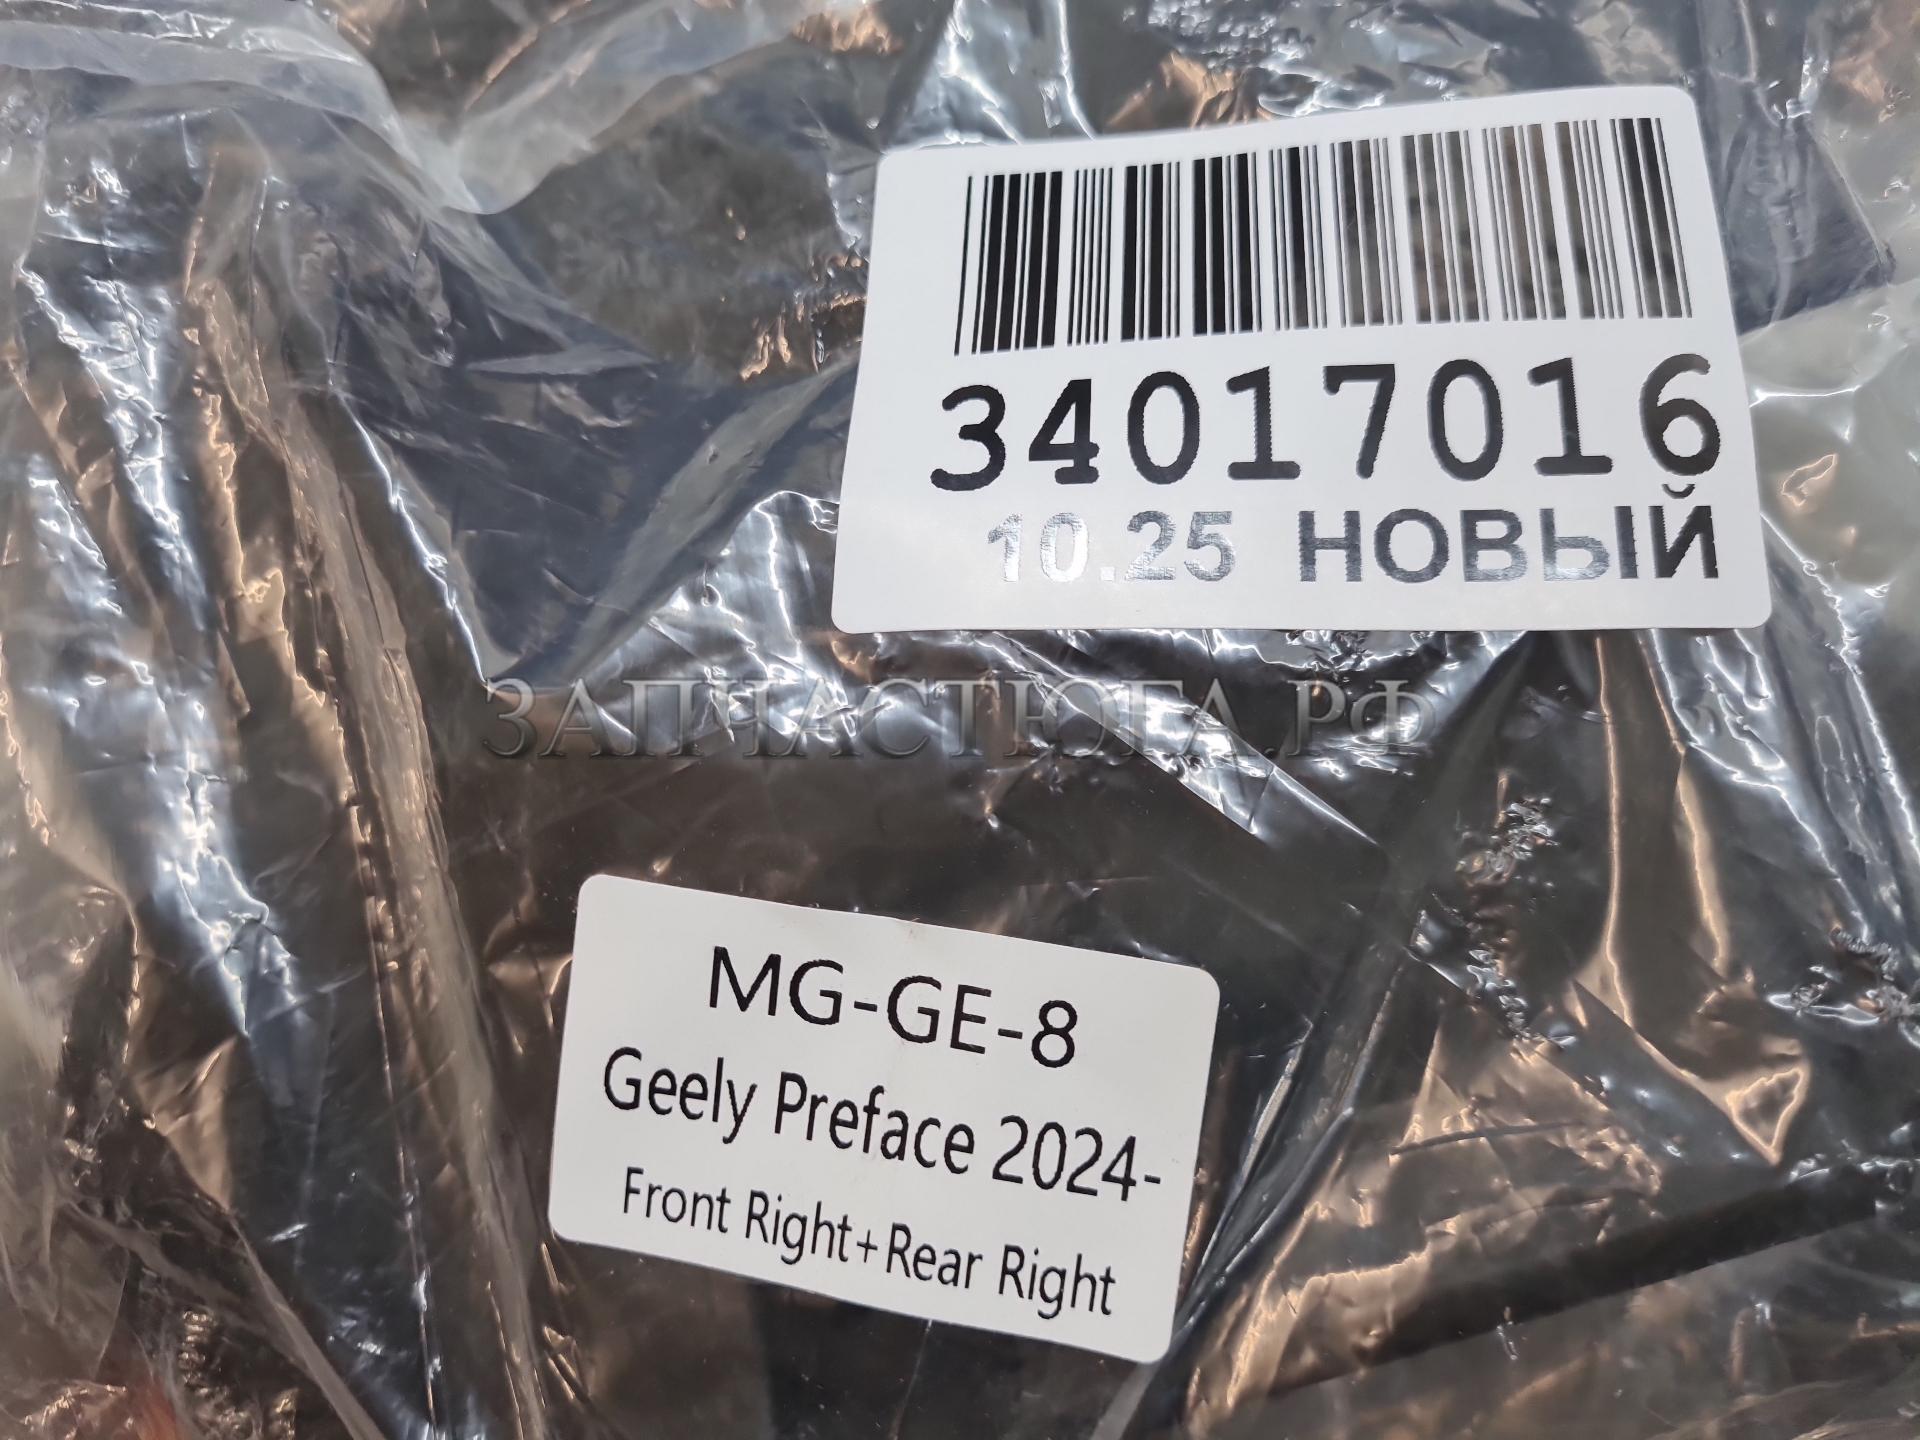 34017016
10.25 НОВЫЙ
ЗАПЧАСТЮГА.РФ
MG-GE-8
Geely Preface 2024-
Front Right+Rear Right